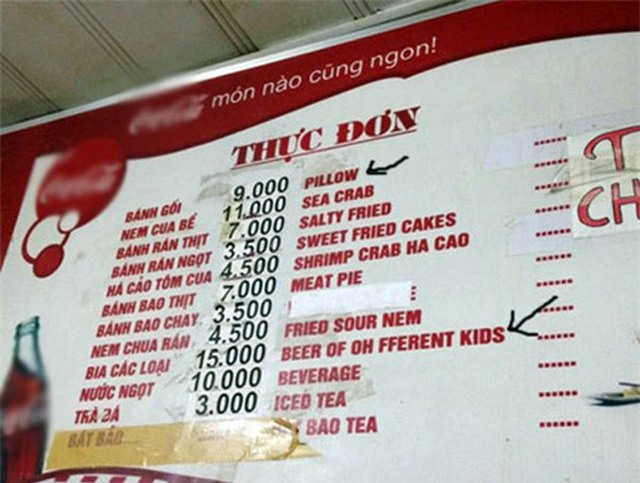 món nào cũng ngon!
THỰC ĐƠN
BÁNH GỐI 9.000 PILLOW
NEM CUA BỂ 11.000 SEA CRAB
BÁNH RÁN THỊT 7.000 SALTY FRIED
BÁNH RÁN NGỌT 3.500 SWEET FRIED CAKES
HÁ CẢO TÔM CUA 4.500 SHRIMP CRAB HA CAO
BÁNH BAO THỊT 7.000 MEAT PIE
BÁNH BAO CHAY 3.500
NEM CHUA RÁN 4.500 FRIED SOUR NEM
BIA CÁC LOẠI 15.000 BEER OF OH FFERENT KIDS
NƯỚC NGỌT 10.000 BEVERAGE
TRÀ ĐÁ 3.000 ICED TEA
BÁT BẢO BAO TEA